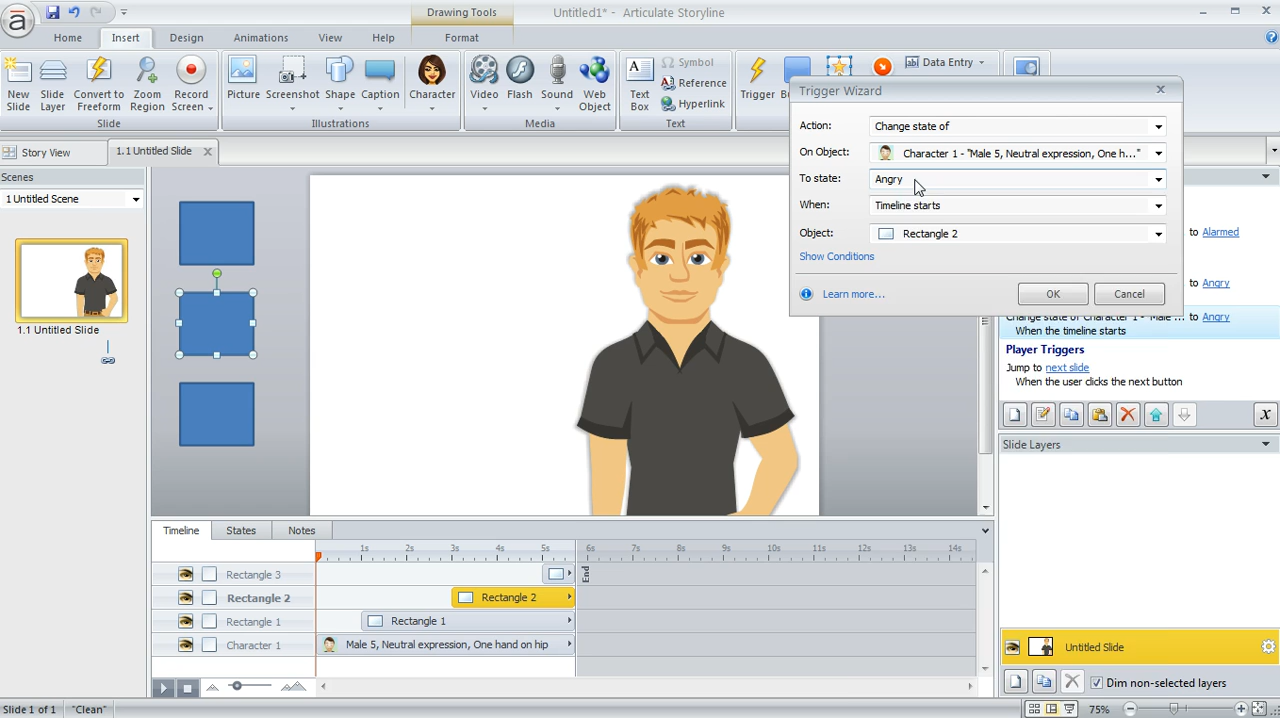 Drawing Tools
Untitled1* - Articulate Storyline
Home
Insert
Design
Animations
View
Help
Format
New Slide
Slide Layer
Convert to Freeform
Zoom Region
Record Screen
Slide
Picture
Screenshot
Shape
Caption
Character
Illustrations
Video
Flash
Sound
Web Object
Media
Text Box
Symbol
Reference
Hyperlink
Text
Trigger
Data Entry
Trigger Wizard
Action:
Change state of
On Object:
Character 1 - "Male 5, Neutral expression, One h..."
To state:
Angry
When:
Timeline starts
Object:
Rectangle 2
Show Conditions
Learn more...
OK
Cancel
Story View
1.1 Untitled Slide
Scenes
1 Untitled Scene
1.1 Untitled Slide
to Alarmed
to Angry
Change state of Character 1 - "Male ... to Angry
When the timeline starts
Player Triggers
Jump to next slide
When the user clicks the next button
x
Slide Layers
Untitled Slide
Dim non-selected layers
Timeline
States
Notes
1s 2s 3s 4s 5s 6s 7s 8s 9s 10s 11s 12s 13s 14s
End
Rectangle 3
Rectangle 2
Rectangle 2
Rectangle 1
Rectangle 1
Character 1
Male 5, Neutral expression, One hand on hip
Slide 1 of 1
"Clean"
75%